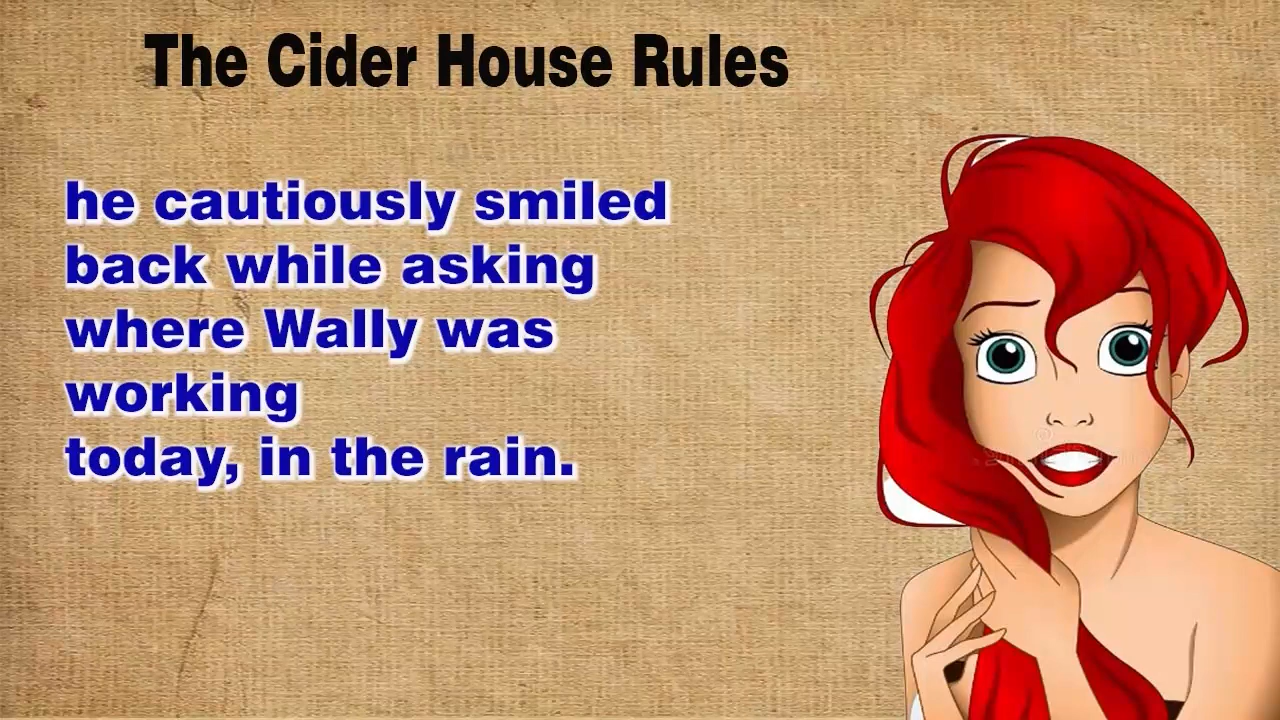 The Cider House Rules
he cautiously smiled
back while asking
where Wally was
working
today, in the rain.